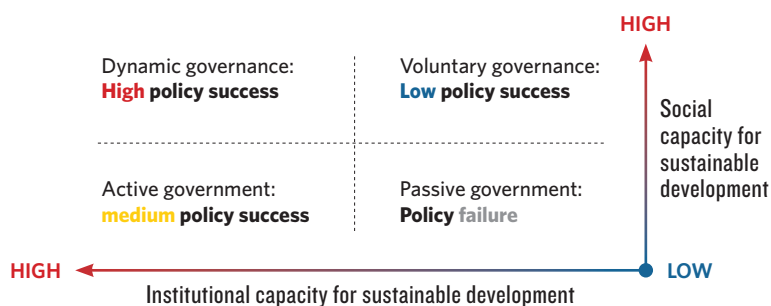 HIGH
Dynamic governance:
High policy success
Voluntary governance:
Low policy success
Social
capacity for
sustainable
development
Active government:
medium policy success
Passive government:
Policy failure
HIGH
LOW
Institutional capacity for sustainable development